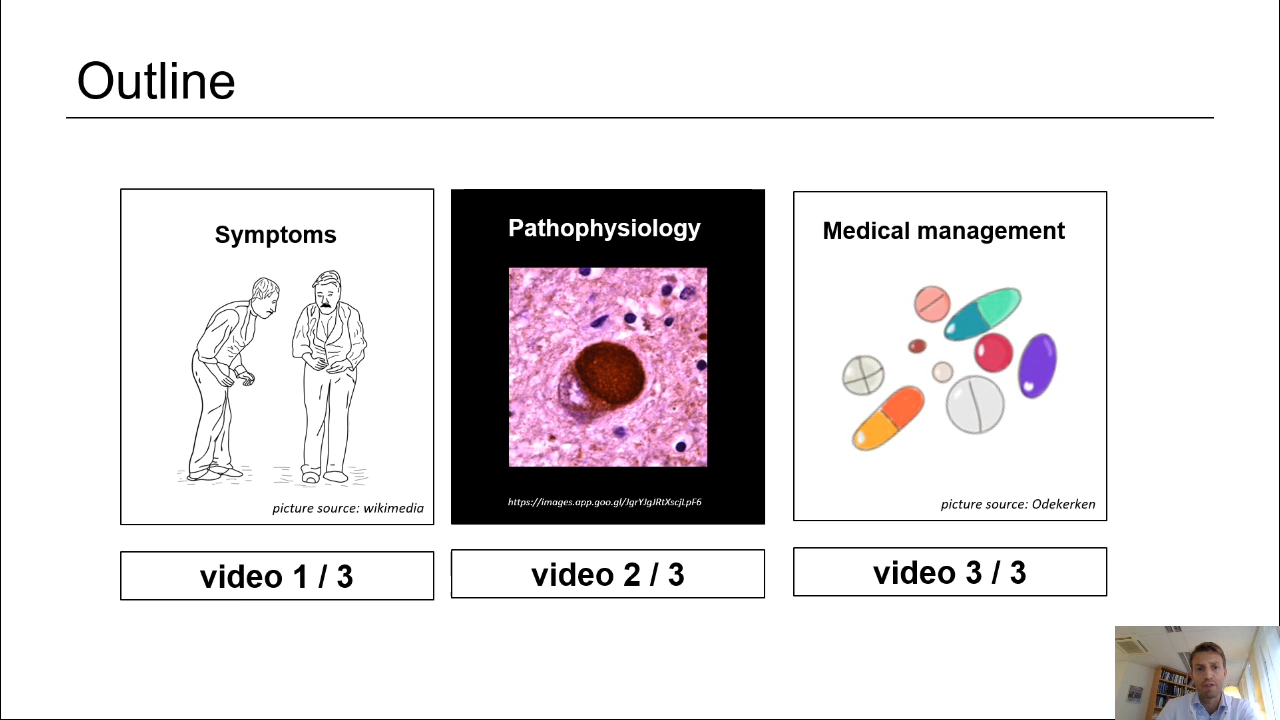 Outline
Symptoms
picture source: wikimedia
Pathophysiology
https://images.app.goo.gl/JgrYJgJRtXscjLpF6
Medical management
picture source: Odekerken
video 1 / 3
video 2 / 3
video 3 / 3